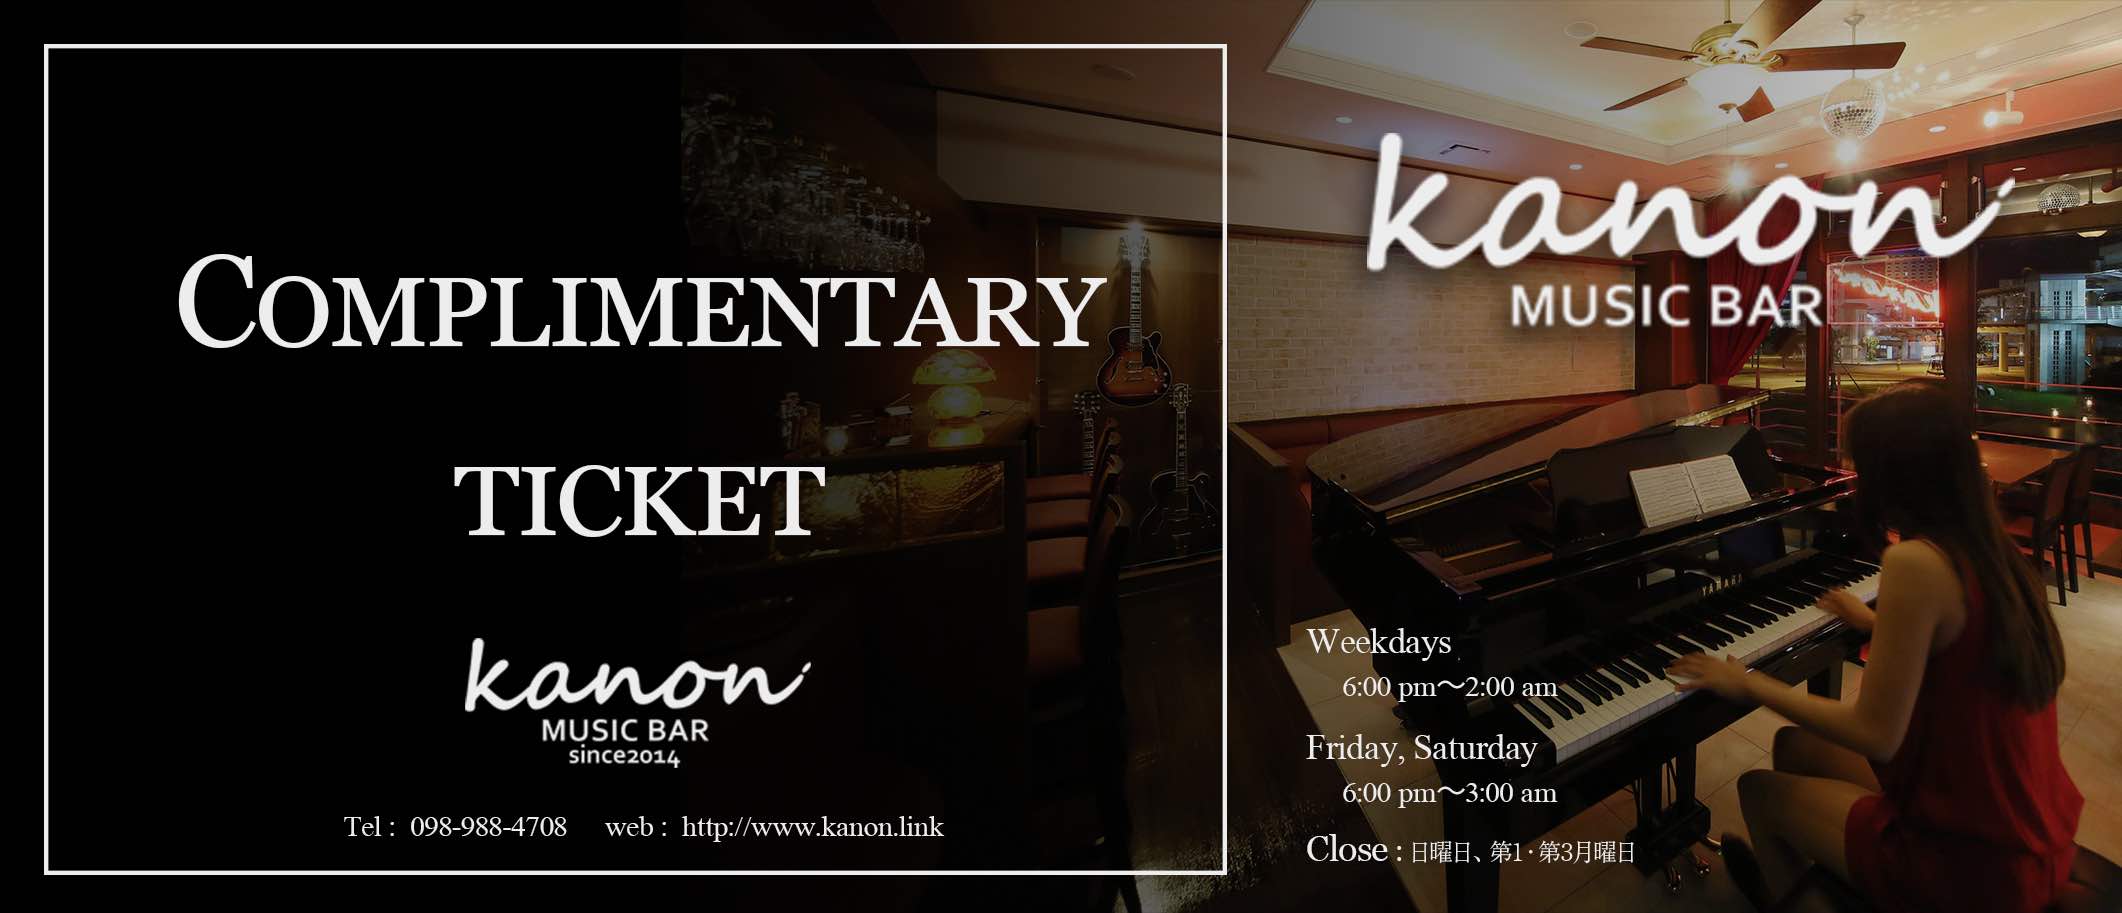 COMPLIMENTARY
TICKET
kanon
MUSIC BAR
since2014
Tel : 098-988-4708 web : http://www.kanon.link
kanon
MUSIC BAR
YAMAHA
Weekdays
6:00 pm〜2:00 am
Friday, Saturday
6:00 pm〜3:00 am
Close : 日曜日、第1・第3月曜日